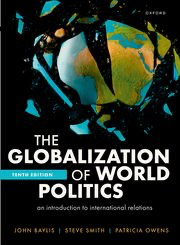 OXFORD
THE
GLOBALIZATION
TENTH EDITION
OF WORLD
POLITICS
an introduction to international relations
JOHN BAYLIS | STEVE SMITH | PATRICIA OWENS